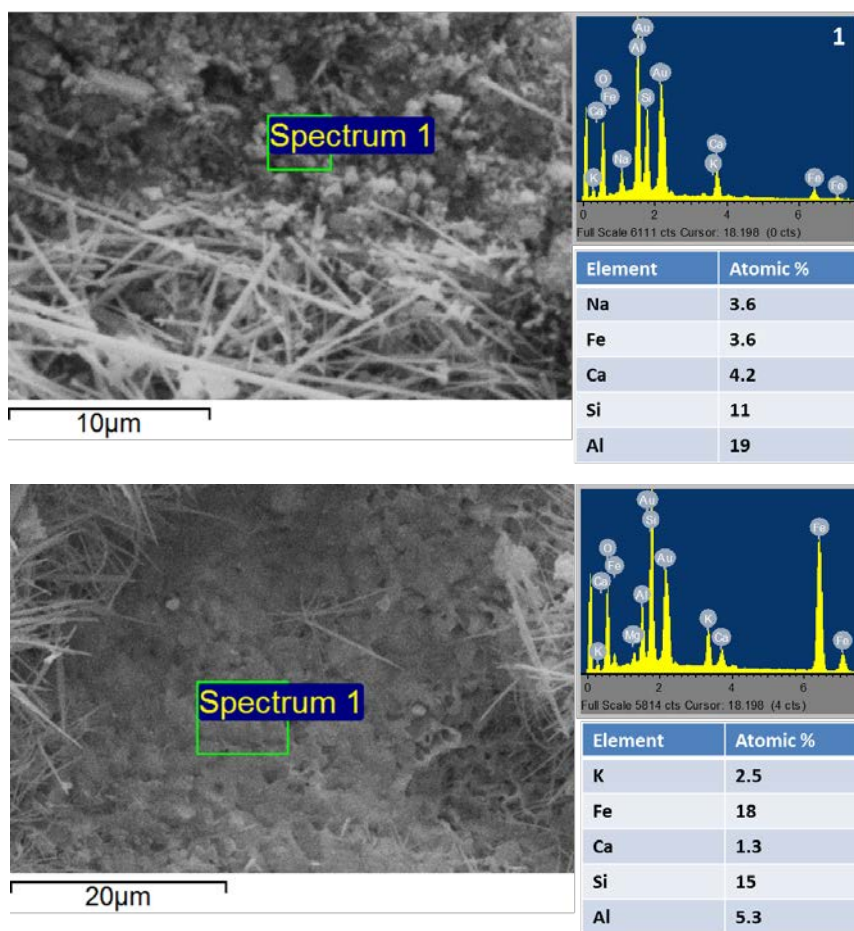 Spectrum 1
10µm
1
Au
Al
Au
O
Fe
Si
Ca
Ca
Na
K
K
Fe
Fe
0 2 4 6
Full Scale 6111 cts Cursor: 18.198 (0 cts)
Element Atomic %
Na 3.6
Fe 3.6
Ca 4.2
Si 11
Al 19
Spectrum 1
20µm
Au
Si
Fe
O
Au
Fe
Ca
Al
K
Mg
Ca
K
Fe
0 2 4 6
Full Scale 5814 cts Cursor: 18.198 (4 cts)
Element Atomic %
K 2.5
Fe 18
Ca 1.3
Si 15
Al 5.3